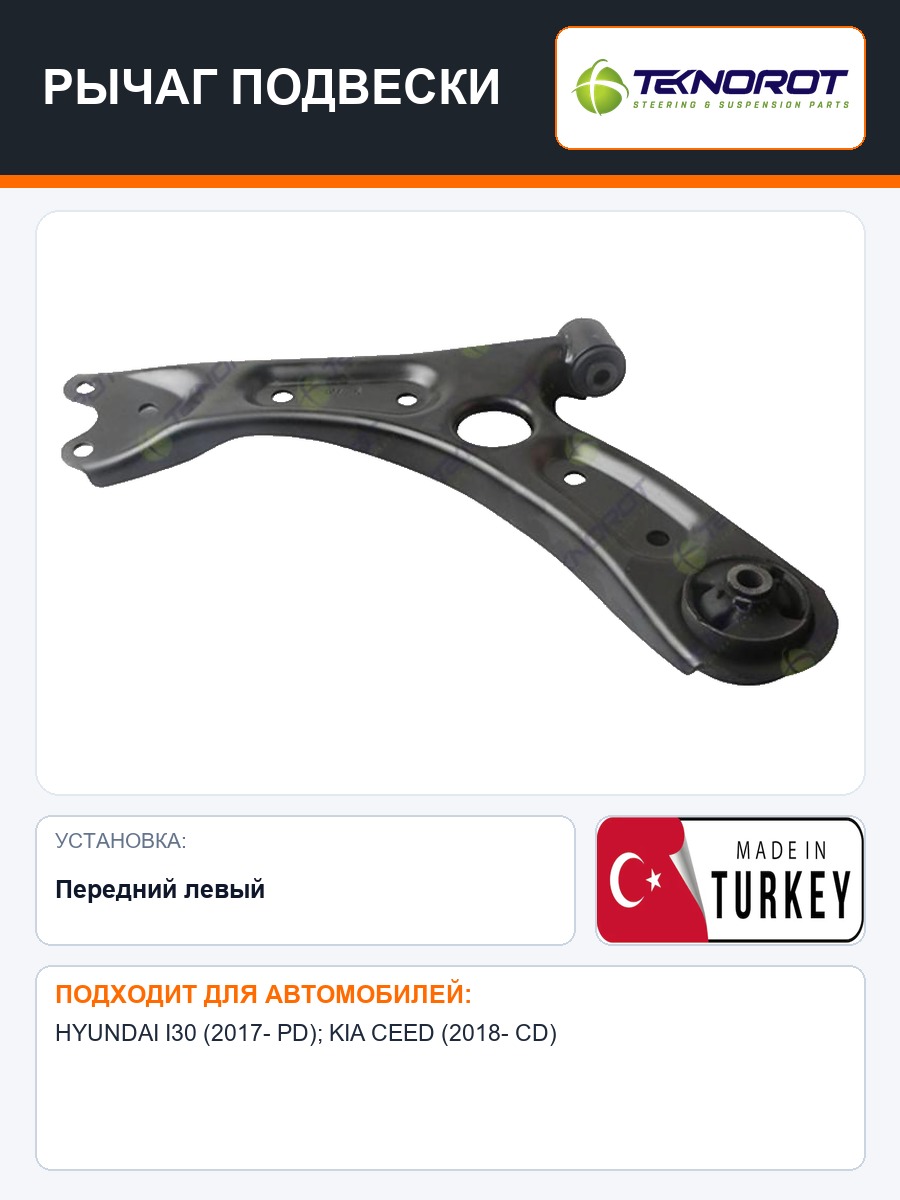 РЫЧАГ ПОДВЕСКИ
TEKNOROT
STEERING & SUSPENSION PARTS
УСТАНОВКА:
Передний левый
MADE IN
TURKEY
ПОДХОДИТ ДЛЯ АВТОМОБИЛЕЙ:
HYUNDAI I30 (2017- PD); KIA CEED (2018- CD)